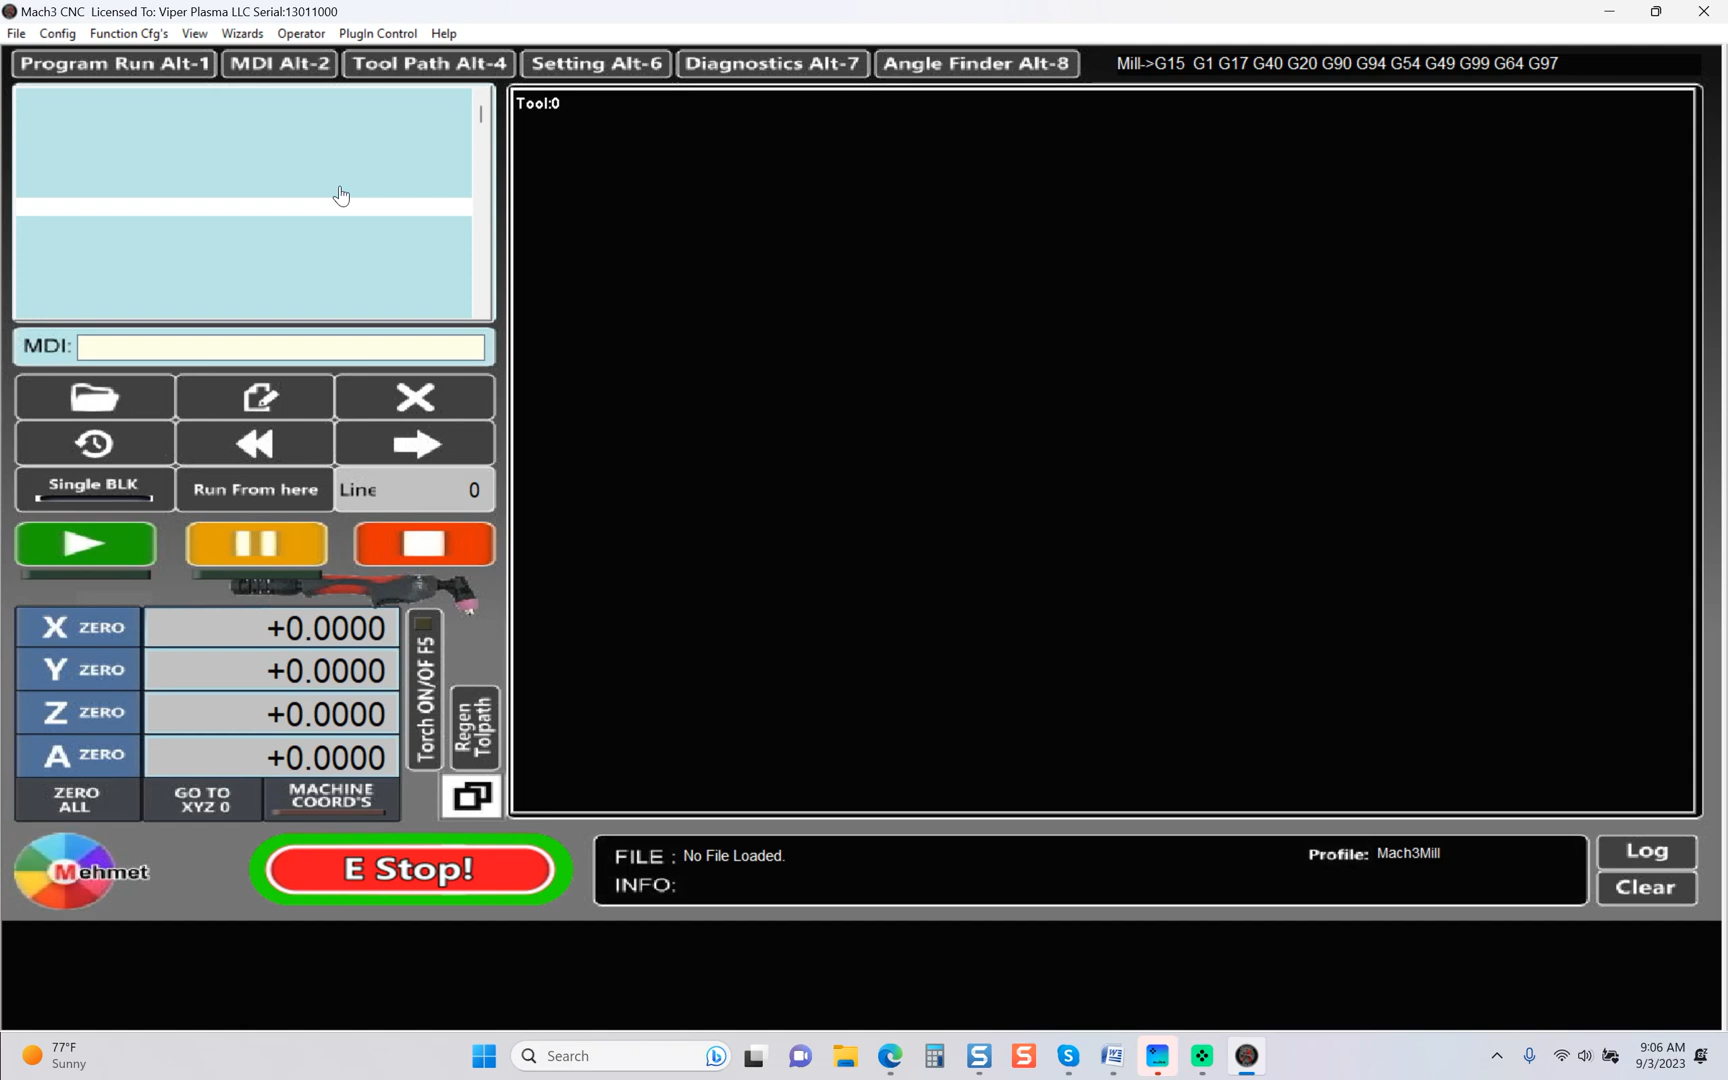 Mach3 CNC Licensed To: Viper Plasma LLC Serial:13011000
File Config Function Cfg's View Wizards Operator PlugIn Control Help
Program Run Alt-1 MDI Alt-2 Tool Path Alt-4 Setting Alt-6 Diagnostics Alt-7 Angle Finder Alt-8 Mill->G15 G1 G17 G40 G20 G90 G94 G54 G49 G99 G64 G97
Tool:0
MDI:
Single BLK Run From here Line 0
X ZERO +0.0000
Y ZERO +0.0000
Z ZERO +0.0000
A ZERO +0.0000
Torch ON/OF F5
Regen
Tolpath
ZERO
ALL
GO TO
XYZ 0
MACHINE
COORD'S
Mehmet
E Stop!
FILE : No File Loaded.
INFO:
Profile: Mach3Mill
Log
Clear
77°F
Sunny
Search
9:06 AM
9/3/2023